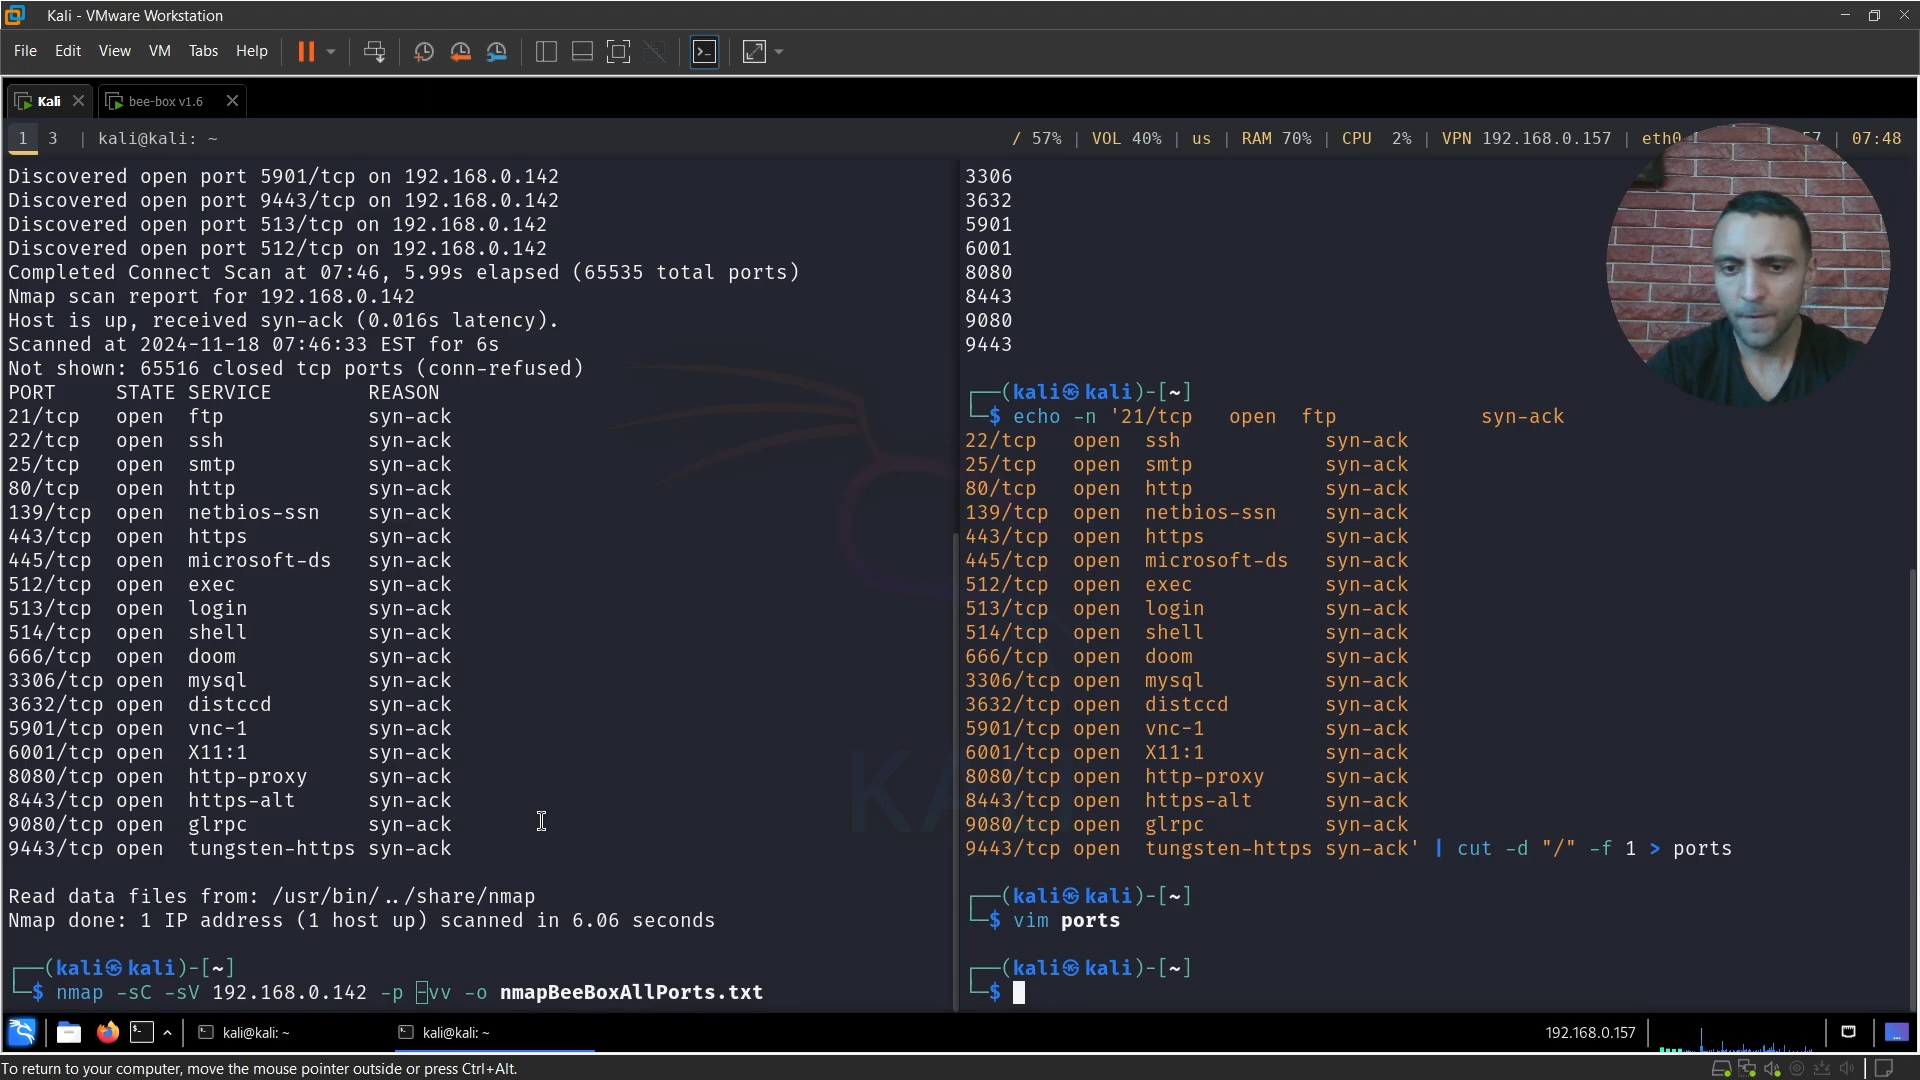 Kali - VMware Workstation
File Edit View VM Tabs Help
Kali
bee-box v1.6
1 3 | kali@kali: ~
/ 57% | VOL 40% | us | RAM 70% | CPU 2% | VPN 192.168.0.157 | eth0 57 | 07:48
Discovered open port 5901/tcp on 192.168.0.142
Discovered open port 9443/tcp on 192.168.0.142
Discovered open port 513/tcp on 192.168.0.142
Discovered open port 512/tcp on 192.168.0.142
Completed Connect Scan at 07:46, 5.99s elapsed (65535 total ports)
Nmap scan report for 192.168.0.142
Host is up, received syn-ack (0.016s latency).
Scanned at 2024-11-18 07:46:33 EST for 6s
Not shown: 65516 closed tcp ports (conn-refused)
PORT STATE SERVICE REASON
21/tcp open ftp syn-ack
22/tcp open ssh syn-ack
25/tcp open smtp syn-ack
80/tcp open http syn-ack
139/tcp open netbios-ssn syn-ack
443/tcp open https syn-ack
445/tcp open microsoft-ds syn-ack
512/tcp open exec syn-ack
513/tcp open login syn-ack
514/tcp open shell syn-ack
666/tcp open doom syn-ack
3306/tcp open mysql syn-ack
3632/tcp open distccd syn-ack
5901/tcp open vnc-1 syn-ack
6001/tcp open X11:1 syn-ack
8080/tcp open http-proxy syn-ack
8443/tcp open https-alt syn-ack
9080/tcp open glrpc syn-ack
9443/tcp open tungsten-https syn-ack
Read data files from: /usr/bin/../share/nmap
Nmap done: 1 IP address (1 host up) scanned in 6.06 seconds
┌──(kali㉿kali)-[~]
└─$ nmap -sC -sV 192.168.0.142 -p -vv -o nmapBeeBoxAllPorts.txt
3306
3632
5901
6001
8080
8443
9080
9443
┌──(kali㉿kali)-[~]
└─$ echo -n '21/tcp open ftp syn-ack
22/tcp open ssh syn-ack
25/tcp open smtp syn-ack
80/tcp open http syn-ack
139/tcp open netbios-ssn syn-ack
443/tcp open https syn-ack
445/tcp open microsoft-ds syn-ack
512/tcp open exec syn-ack
513/tcp open login syn-ack
514/tcp open shell syn-ack
666/tcp open doom syn-ack
3306/tcp open mysql syn-ack
3632/tcp open distccd syn-ack
5901/tcp open vnc-1 syn-ack
6001/tcp open X11:1 syn-ack
8080/tcp open http-proxy syn-ack
8443/tcp open https-alt syn-ack
9080/tcp open glrpc syn-ack
9443/tcp open tungsten-https syn-ack' | cut -d "/" -f 1 > ports
┌──(kali㉿kali)-[~]
└─$ vim ports
┌──(kali㉿kali)-[~]
└─$
kali@kali: ~
kali@kali: ~
192.168.0.157
To return to your computer, move the mouse pointer outside or press Ctrl+Alt.